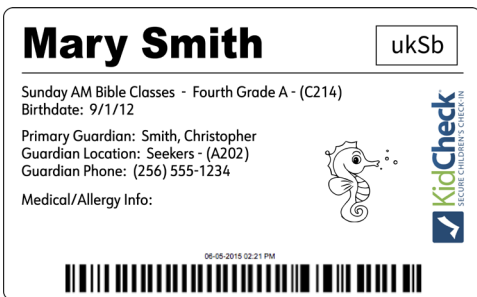 Mary Smith
ukSb
Sunday AM Bible Classes - Fourth Grade A - (C214)
Birthdate: 9/1/12
Primary Guardian: Smith, Christopher
Guardian Location: Seekers - (A202)
Guardian Phone: (256) 555-1234
Medical/Allergy Info:
KidCheck®
SECURE CHILDREN'S CHECK-IN
06-05-2015 02:21 PM